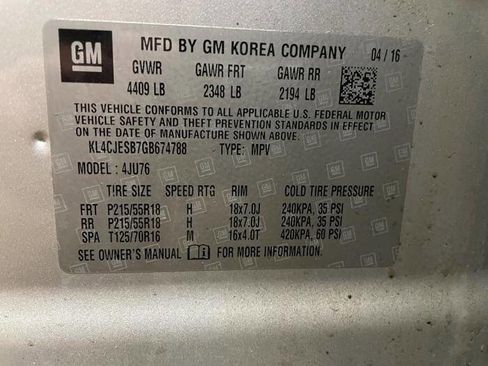 GM
MFD BY GM KOREA COMPANY 04 / 16
GVWR GAWR FRT GAWR RR
4409 LB 2348 LB 2194 LB
THIS VEHICLE CONFORMS TO ALL APPLICABLE U.S. FEDERAL MOTOR
VEHICLE SAFETY AND THEFT PREVENTION STANDARDS IN
EFFECT ON THE DATE OF MANUFACTURE SHOWN ABOVE.
KL4CJESB7GB674788 TYPE: MPV
MODEL : 4JU76
TIRE SIZE SPEED RTG RIM COLD TIRE PRESSURE
FRT P215/55R18 H 18x7.0J 240KPA, 35 PSI
RR P215/55R18 H 18x7.0J 240KPA, 35 PSI
SPA T125/70R16 M 16x4.0T 420KPA, 60 PSI
SEE OWNER'S MANUAL FOR MORE INFORMATION.